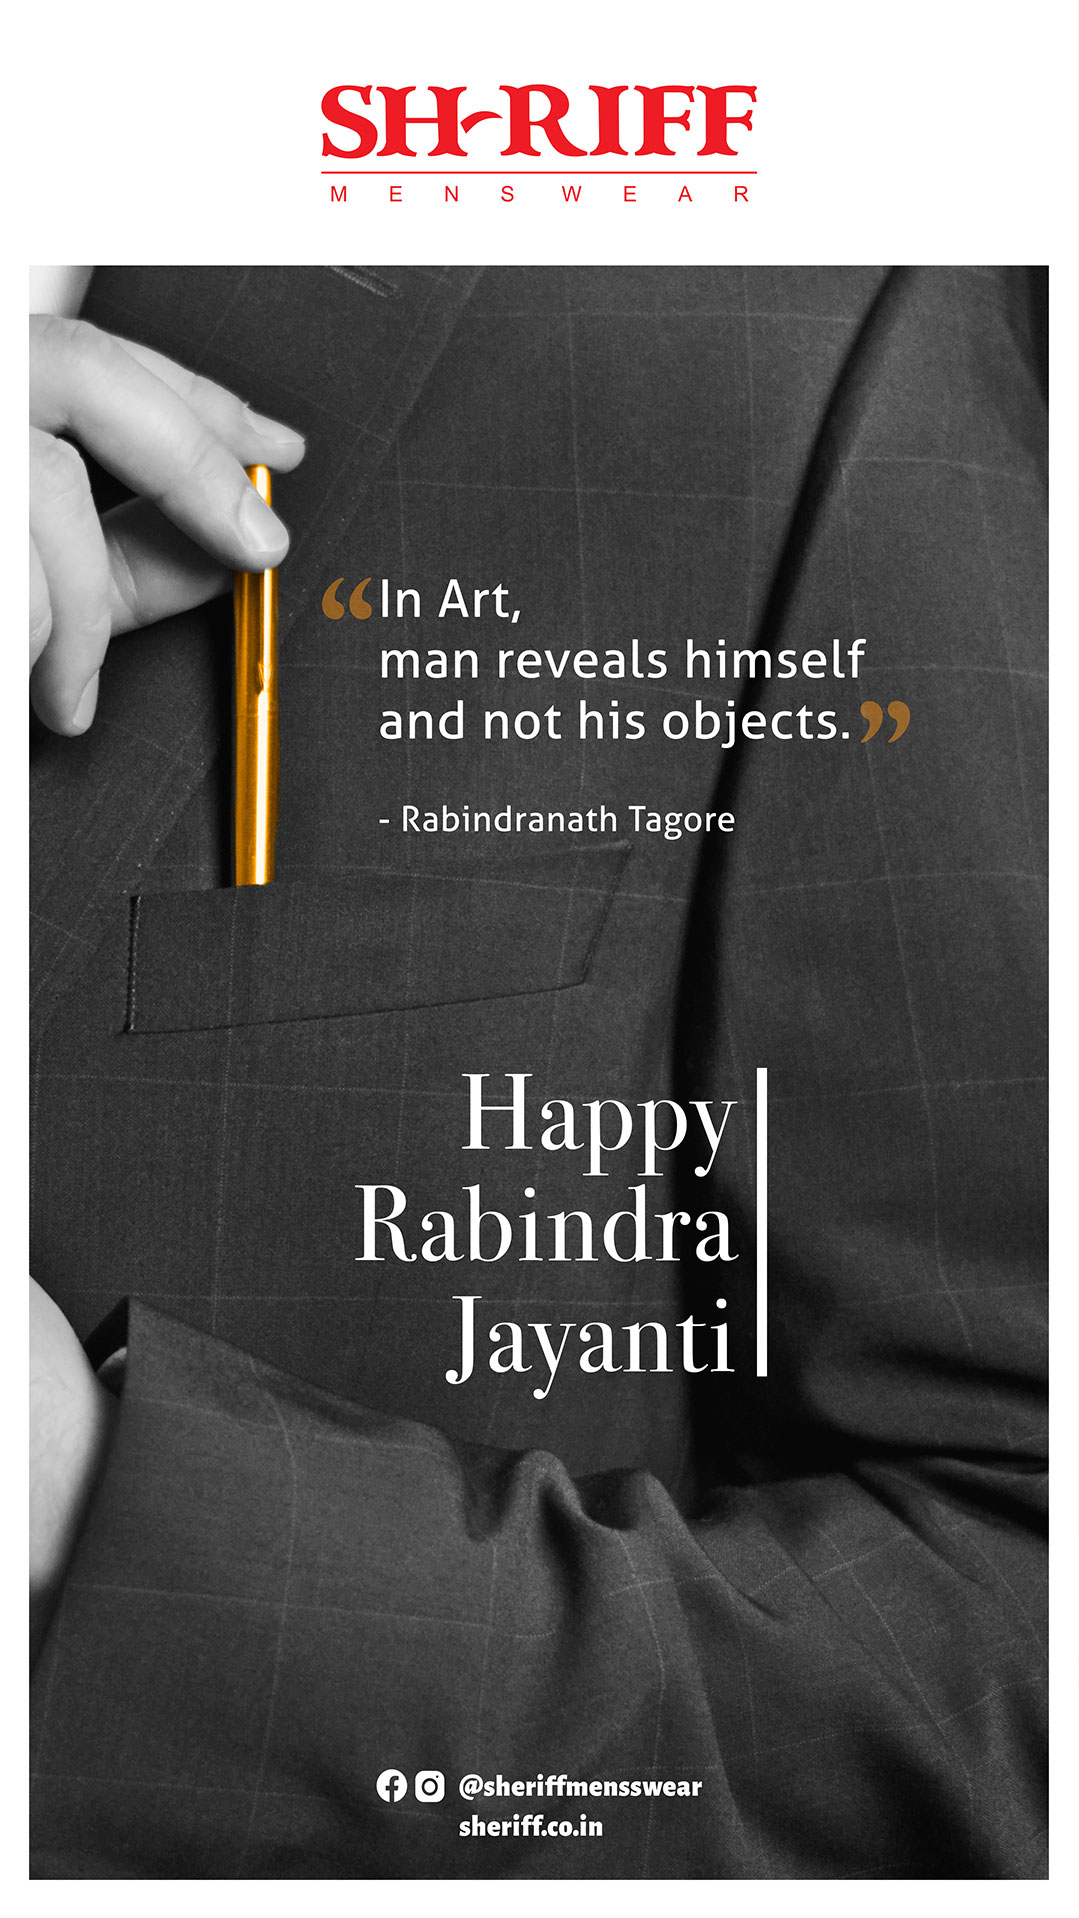 SH-RIFF
MENSWEAR
“In Art,
man reveals himself
and not his objects.”
- Rabindranath Tagore
Happy
Rabindra
Jayanti
@sheriffmensswear
sheriff.co.in